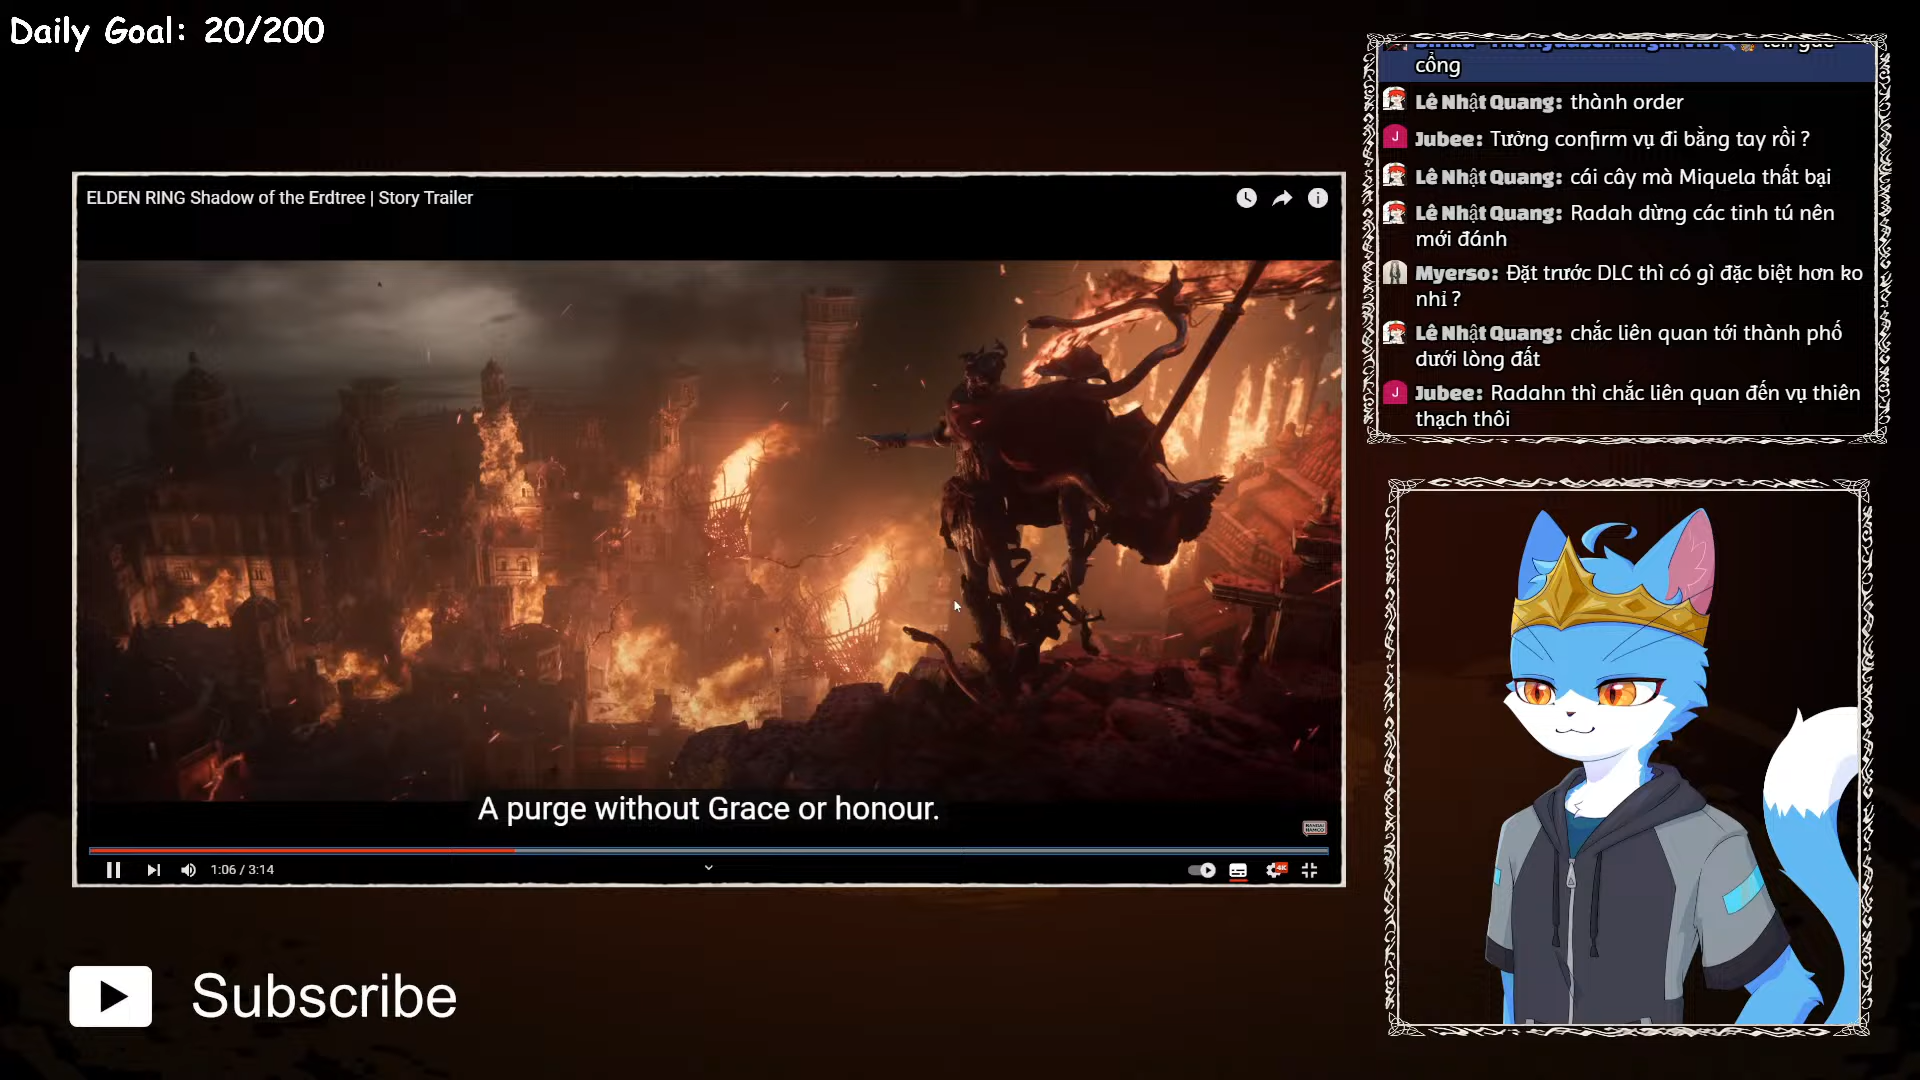 Daily Goal: 20/200
ELDEN RING Shadow of the Erdtree | Story Trailer
A purge without Grace or honour.
BANDAI
NAMCO
1:06 / 3:14
4K
Subscribe
cổng
Lê Nhật Quang: thành order
J Jubee: Tưởng confirm vụ đi bằng tay rồi ?
Lê Nhật Quang: cái cây mà Miquela thất bại
Lê Nhật Quang: Radah dừng các tinh tú nên
mới đánh
Myerso: Đặt trước DLC thì có gì đặc biệt hơn ko
nhỉ ?
Lê Nhật Quang: chắc liên quan tới thành phố
dưới lòng đất
J Jubee: Radahn thì chắc liên quan đến vụ thiên
thạch thôi